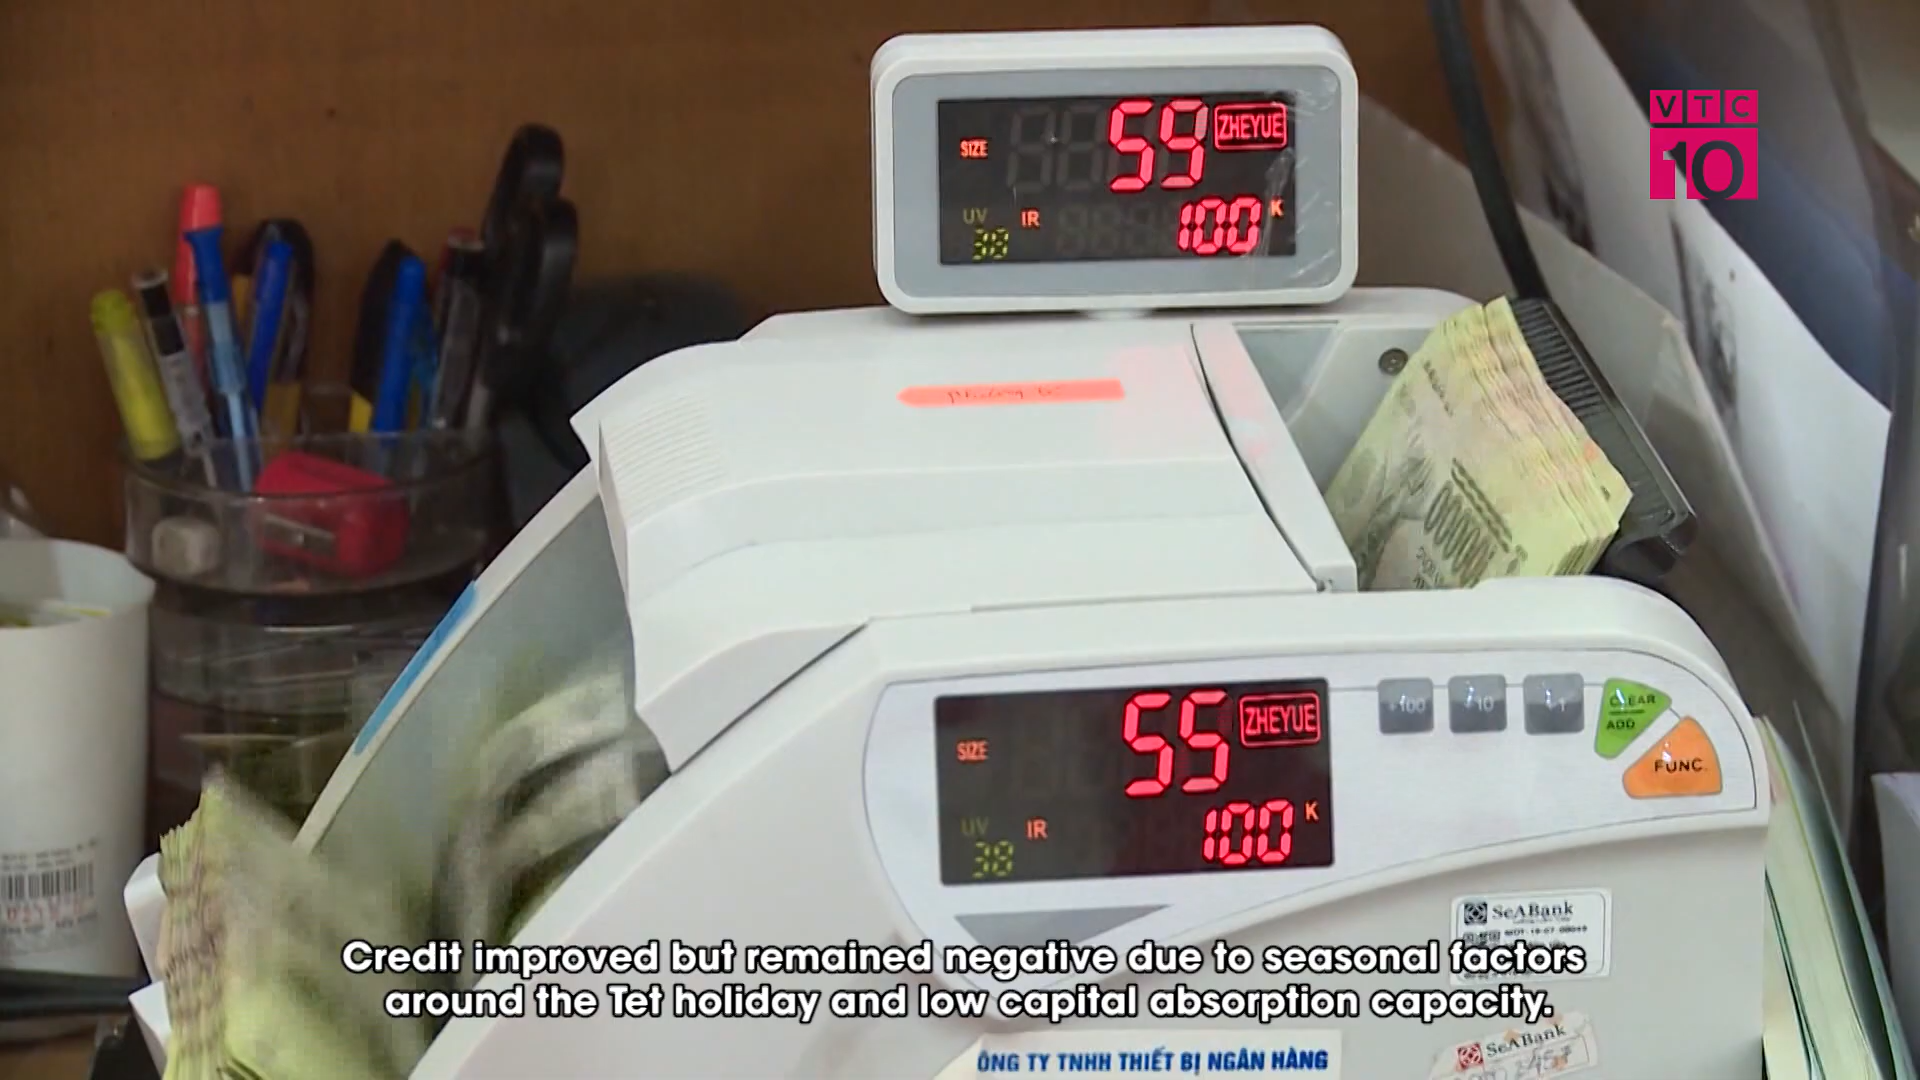 VTC
10
SIZE
59
ZHEYUE
UV
IR
38
100
K
SIZE
55
ZHEYUE
UV
IR
38
100
K
+100
+10
+1
CLEAR
ADD
FUNC.
SeABank
Credit improved but remained negative due to seasonal factors
around the Tet holiday and low capital absorption capacity.
SeABank
ÔNG TY TNHH THIẾT BỊ NGÂN HÀNG